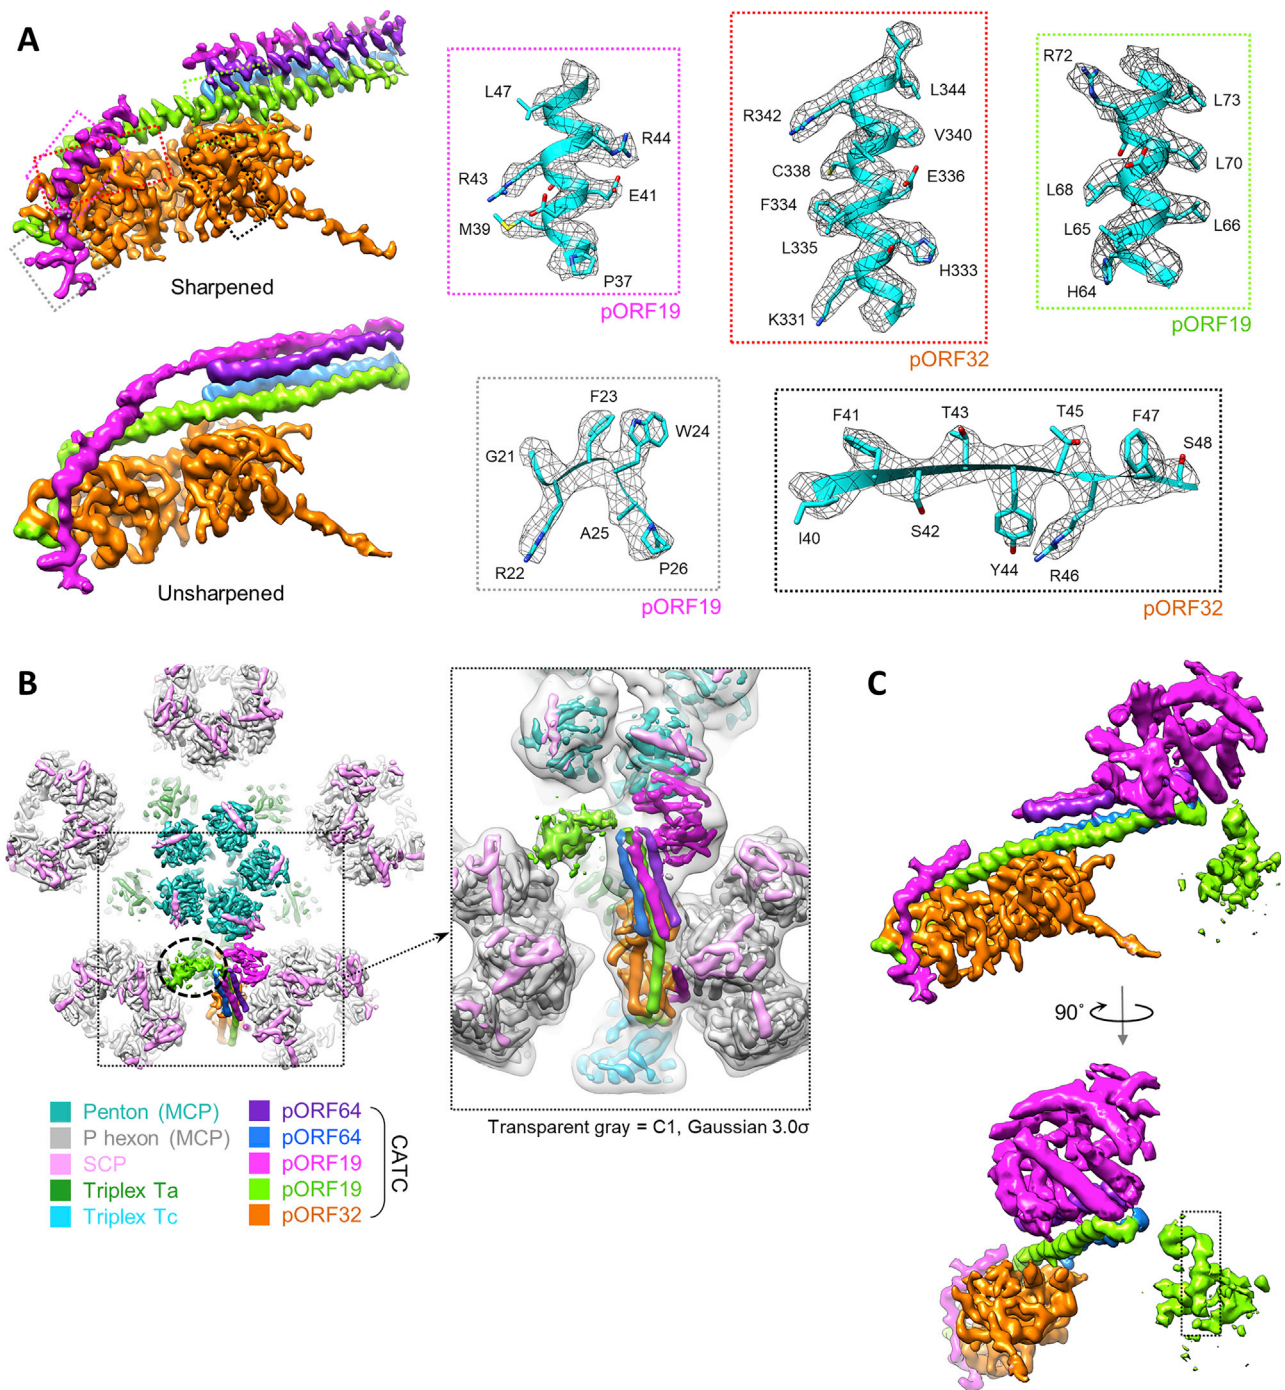 A
Sharpened
Unsharpened
L47
R44
R43
E41
M39
P37
pORF19
L344
R342
V340
C338
E336
F334
L335
H333
K331
pORF32
R72
L73
L70
L68
L65
L66
H64
pORF19
F23
W24
G21
A25
R22
P26
pORF19
F41
T43
T45
F47
S48
I40
S42
Y44
R46
pORF32
B
Transparent gray = C1, Gaussian 3.0σ
Penton (MCP)
P hexon (MCP)
SCP
Triplex Ta
Triplex Tc
pORF64
pORF64
pORF19
pORF19
pORF32
CATC
C
90°